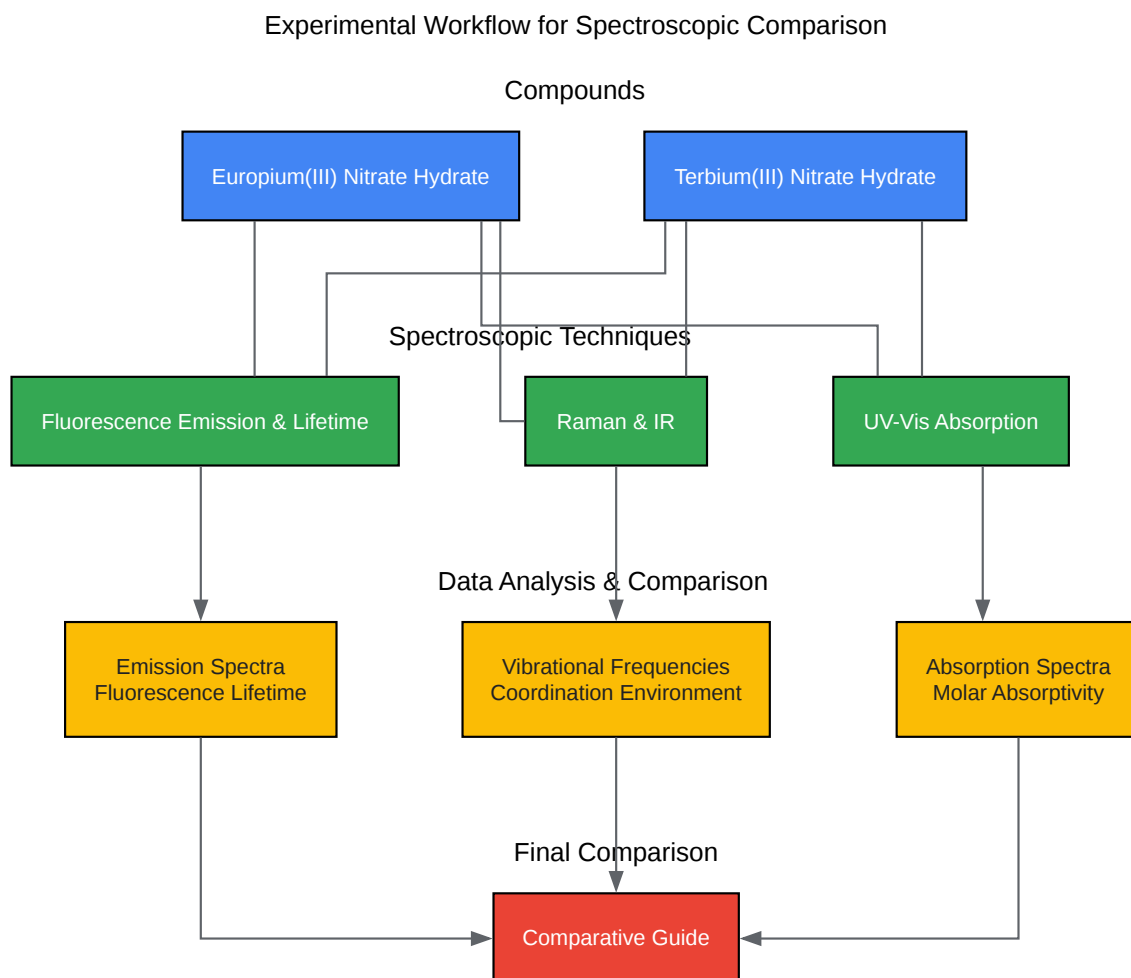 Experimental Workflow for Spectroscopic Comparison
Compounds
Europium(III) Nitrate Hydrate
Terbium(III) Nitrate Hydrate
Spectroscopic Techniques
Fluorescence Emission & Lifetime
Raman & IR
UV-Vis Absorption
Data Analysis & Comparison
Emission Spectra
Fluorescence Lifetime
Vibrational Frequencies
Coordination Environment
Absorption Spectra
Molar Absorptivity
Final Comparison
Comparative Guide